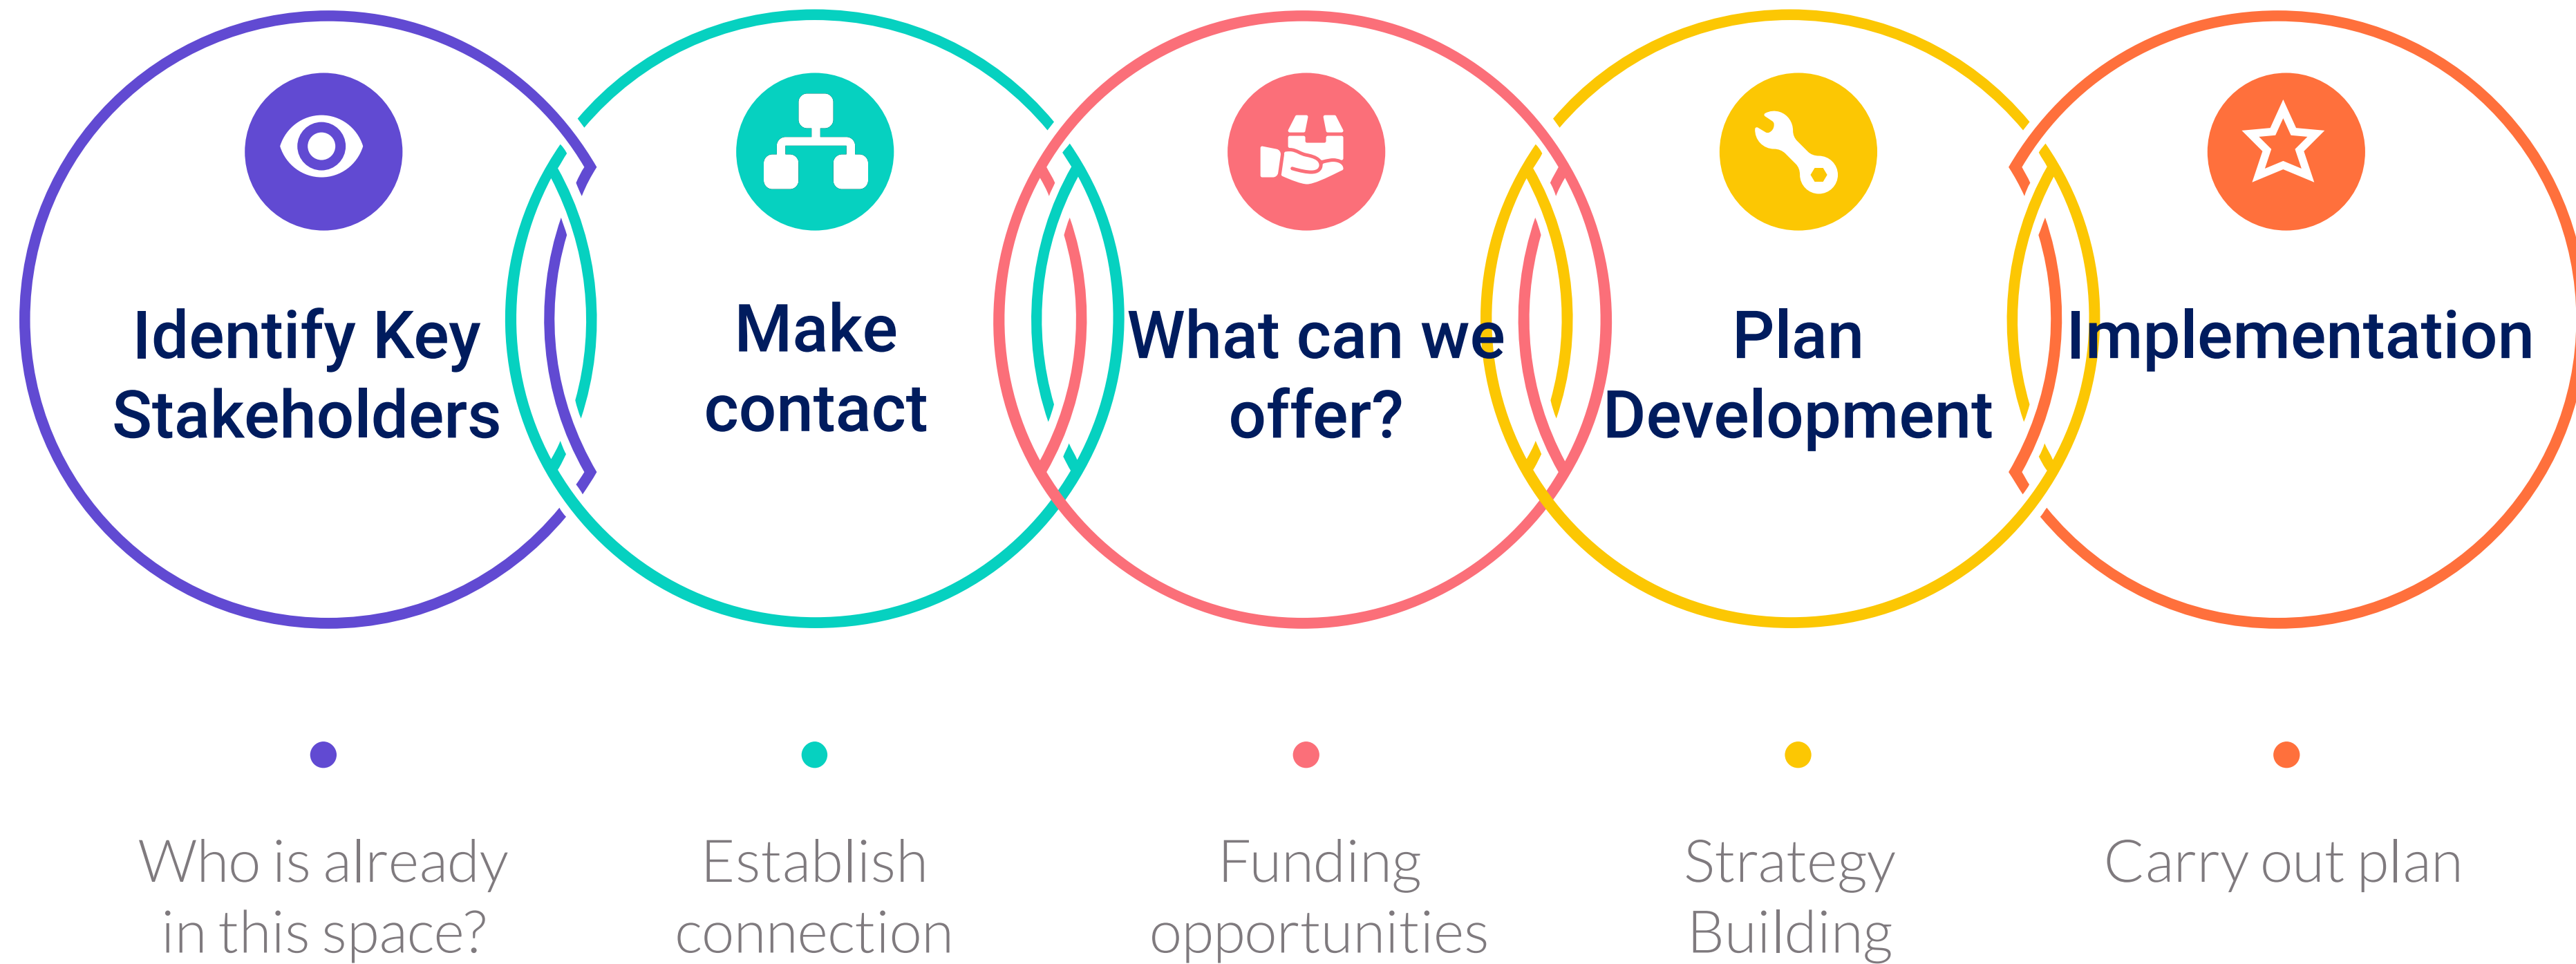 Identify Key
Stakeholders
Make
contact
What can we
offer?
Plan
Development
Implementation
Who is already
in this space?
Establish
connection
Funding
opportunities
Strategy
Building
Carry out plan